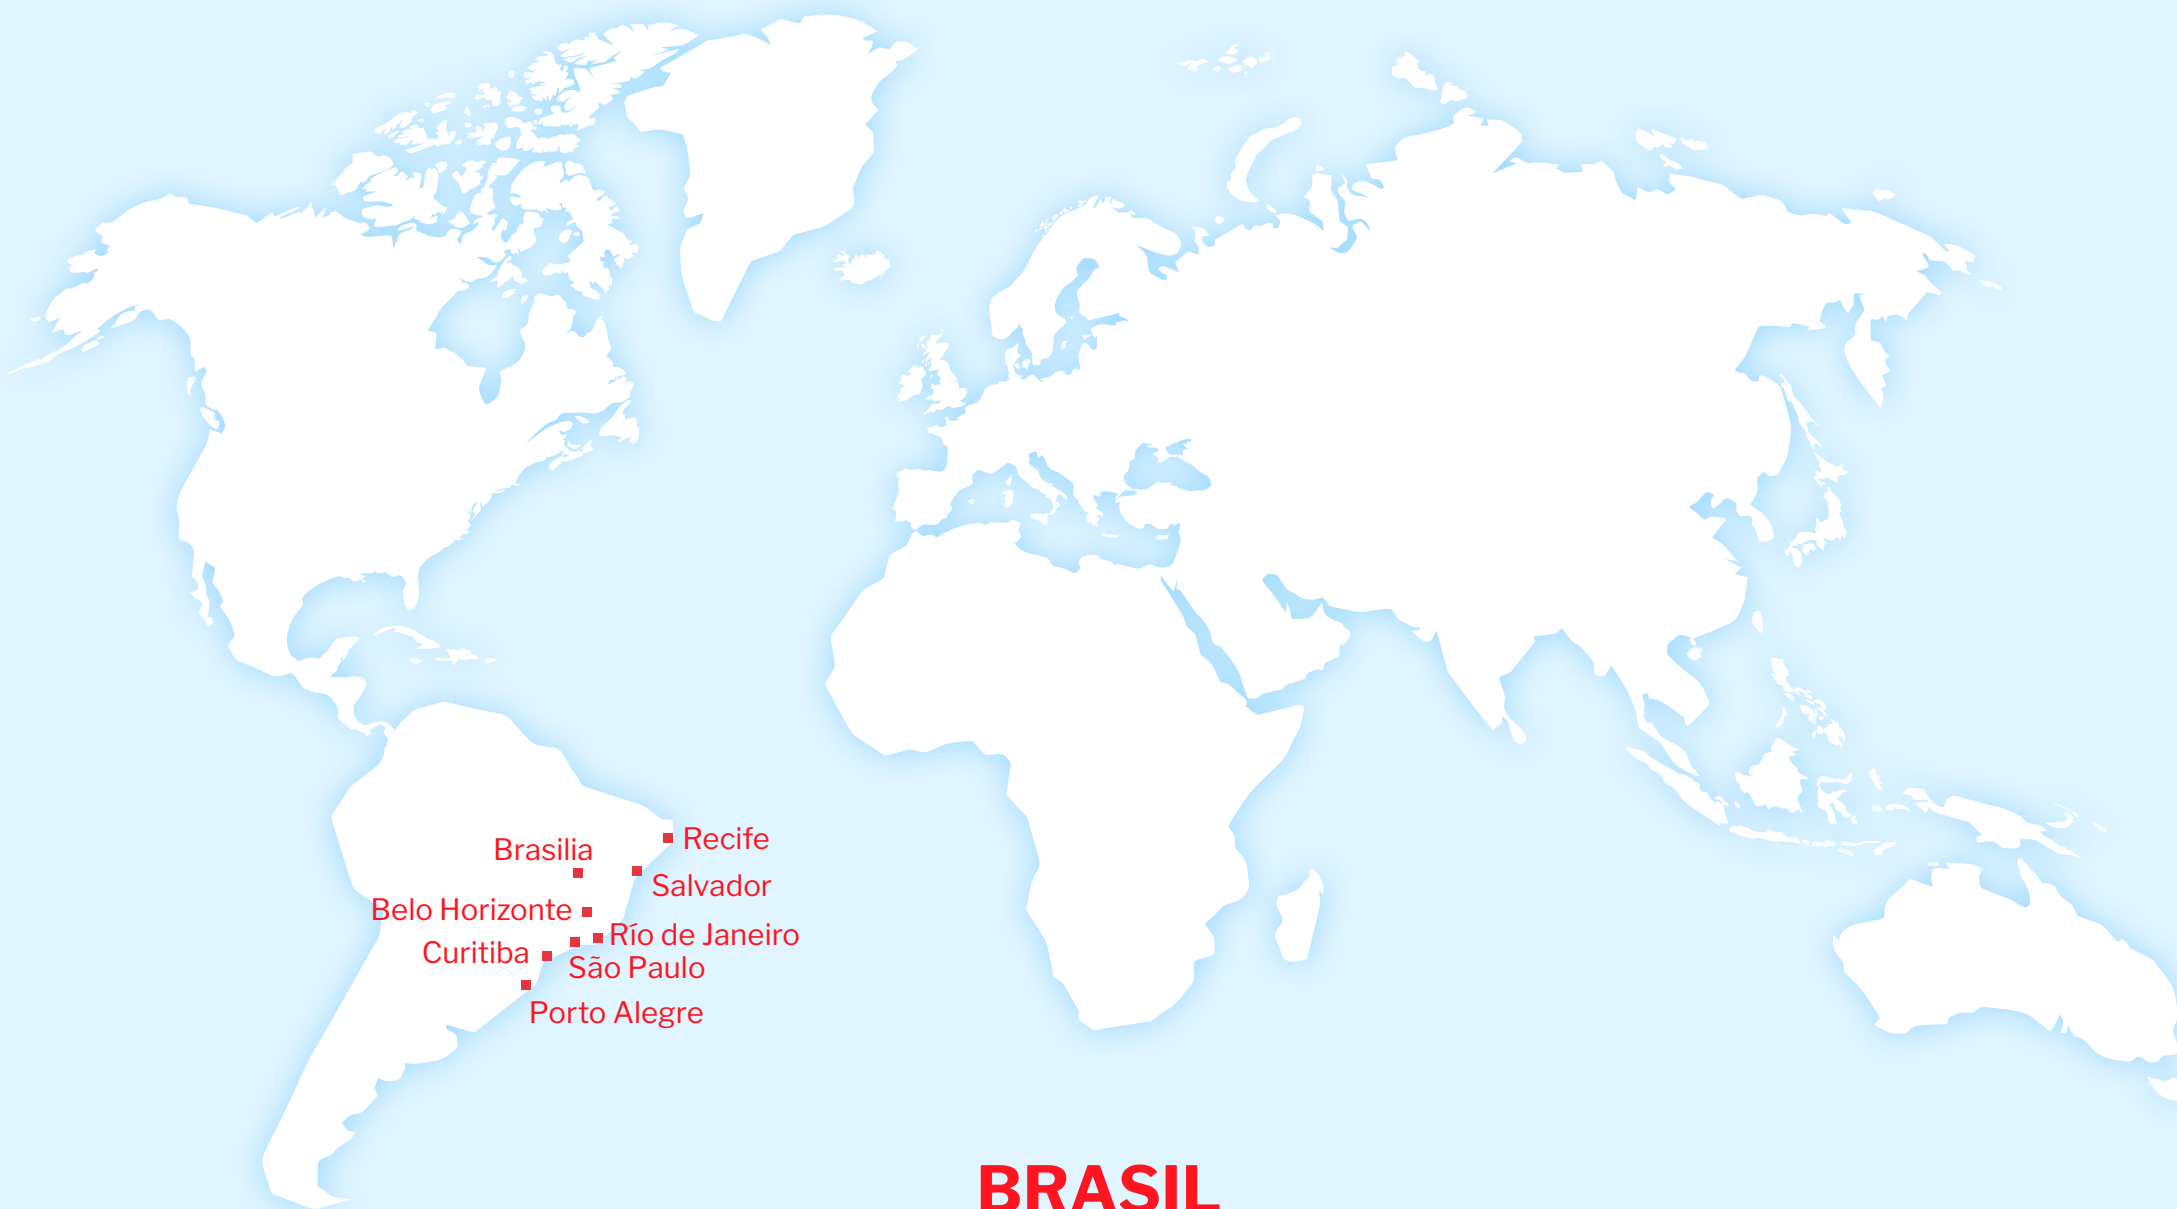 Recife
Brasilia
Salvador
Belo Horizonte
Río de Janeiro
Curitiba
São Paulo
Porto Alegre
BRASIL